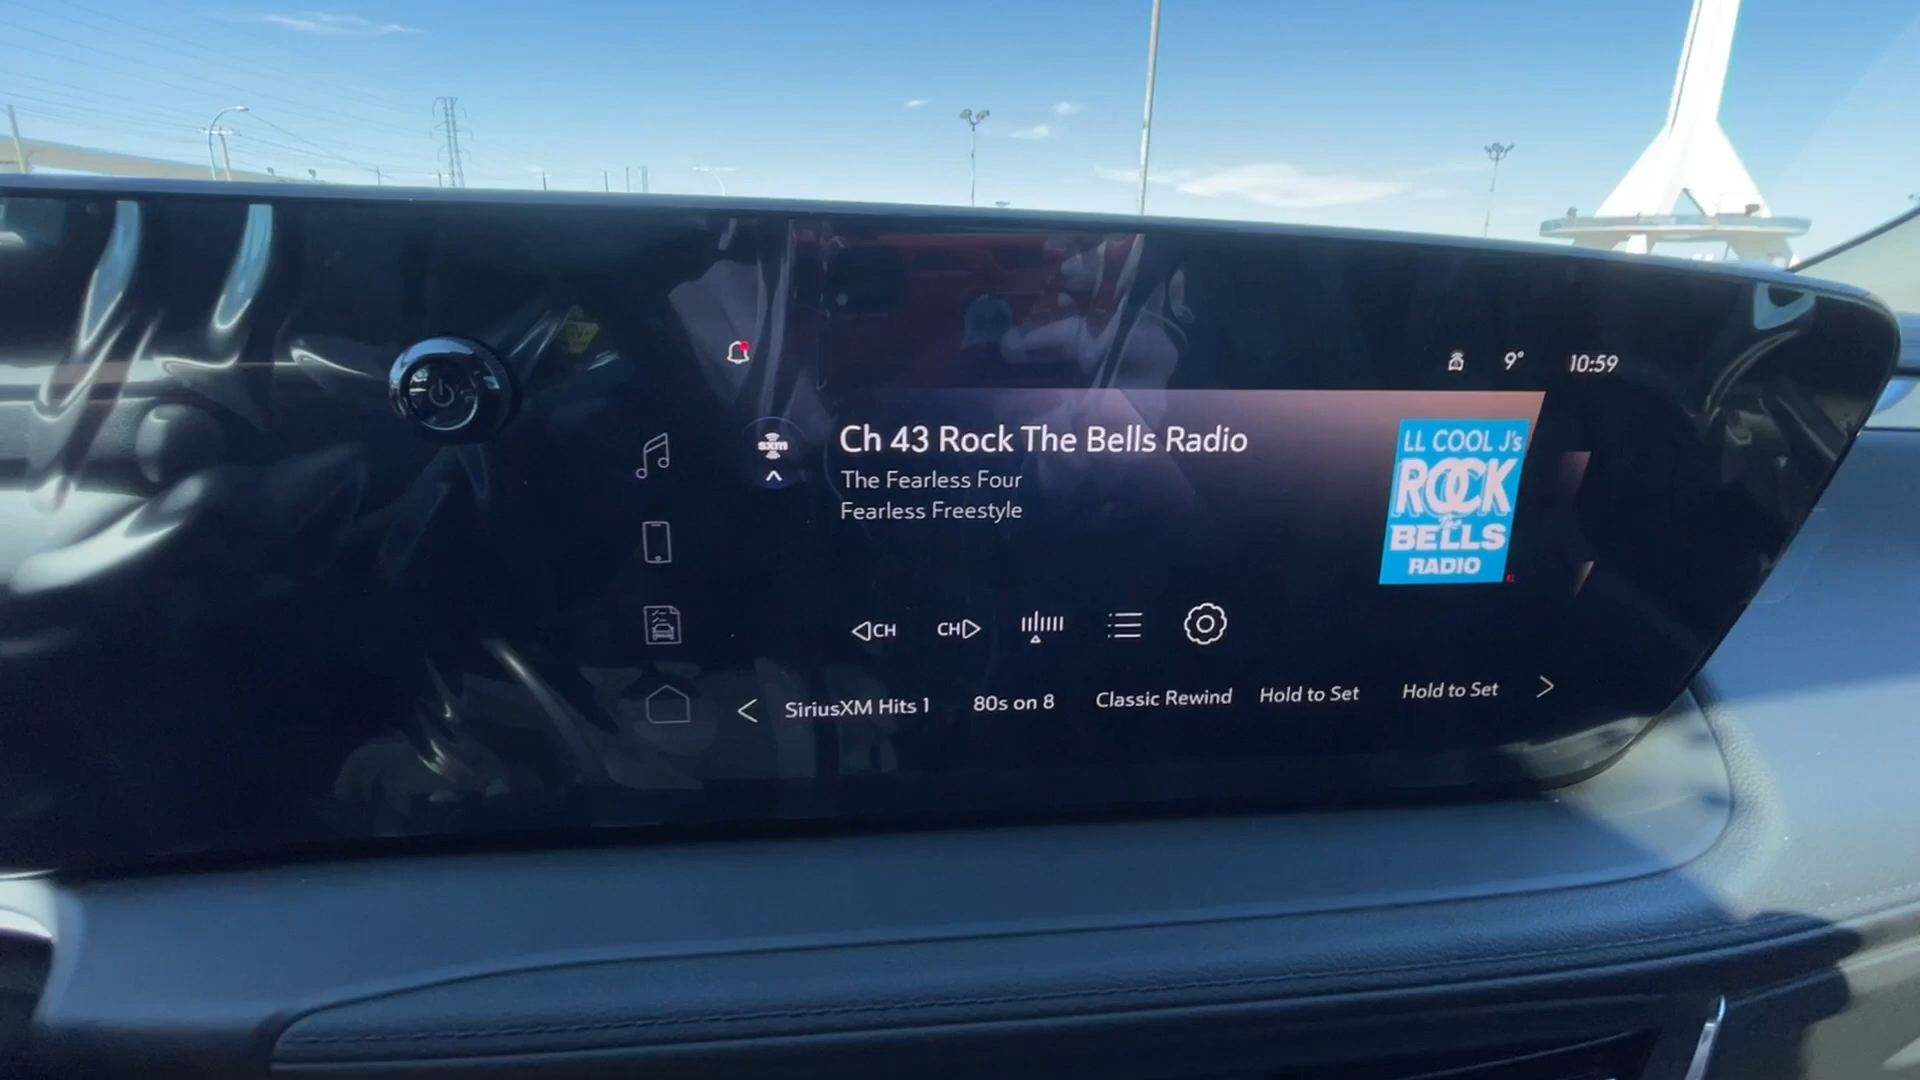 9° 10:59
sxm
Ch 43 Rock The Bells Radio
The Fearless Four
Fearless Freestyle
LL COOL J's
ROCK
The
BELLS
RADIO
CH CH
SiriusXM Hits 1 80s on 8 Classic Rewind Hold to Set Hold to Set